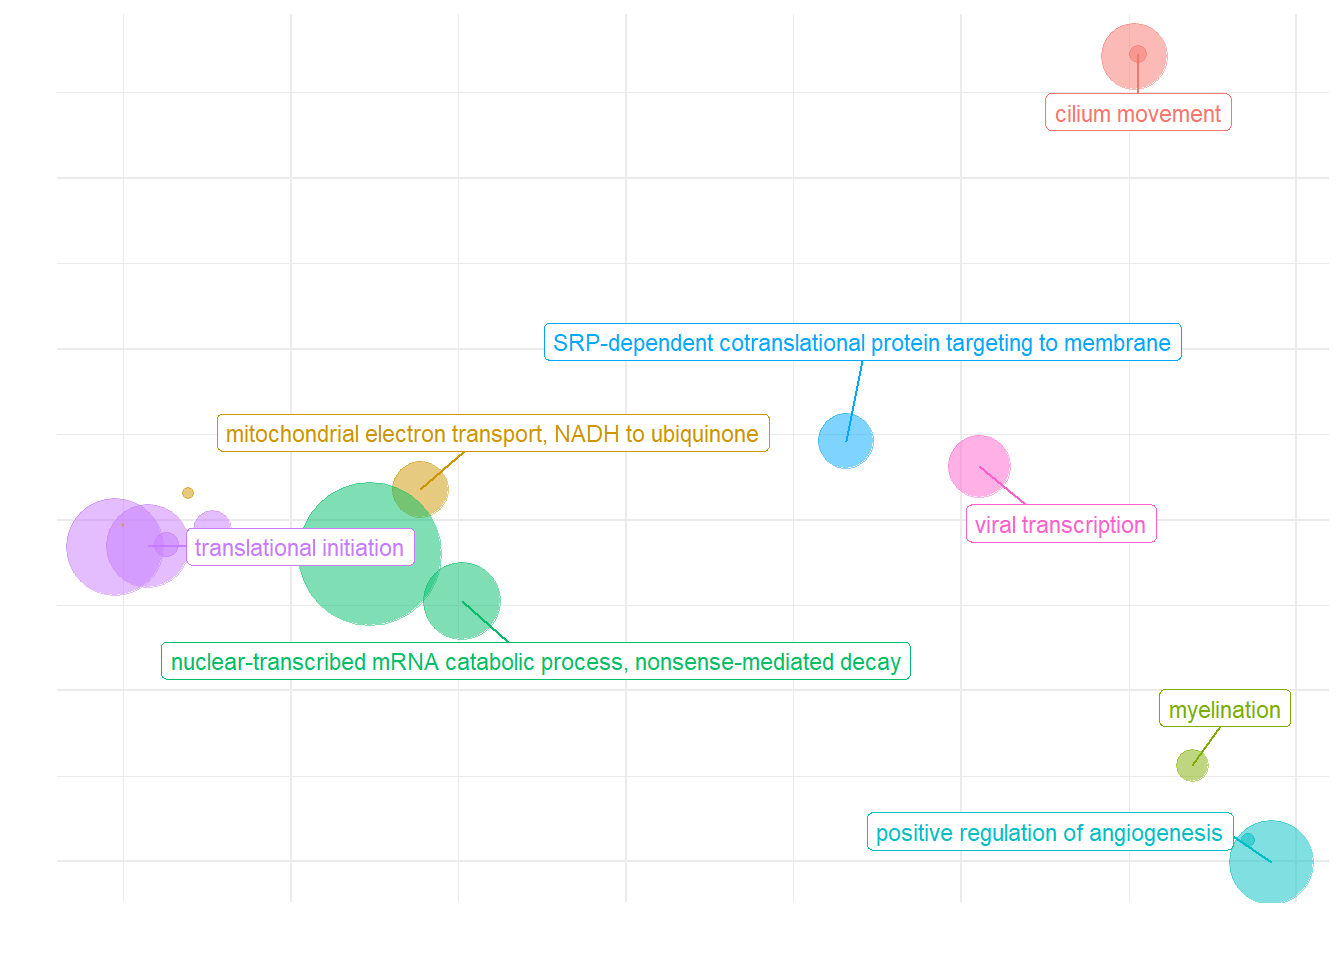 cilium movement
SRP-dependent cotranslational protein targeting to membrane
mitochondrial electron transport, NADH to ubiquinone
viral transcription
translational initiation
nuclear-transcribed mRNA catabolic process, nonsense-mediated decay
myelination
positive regulation of angiogenesis